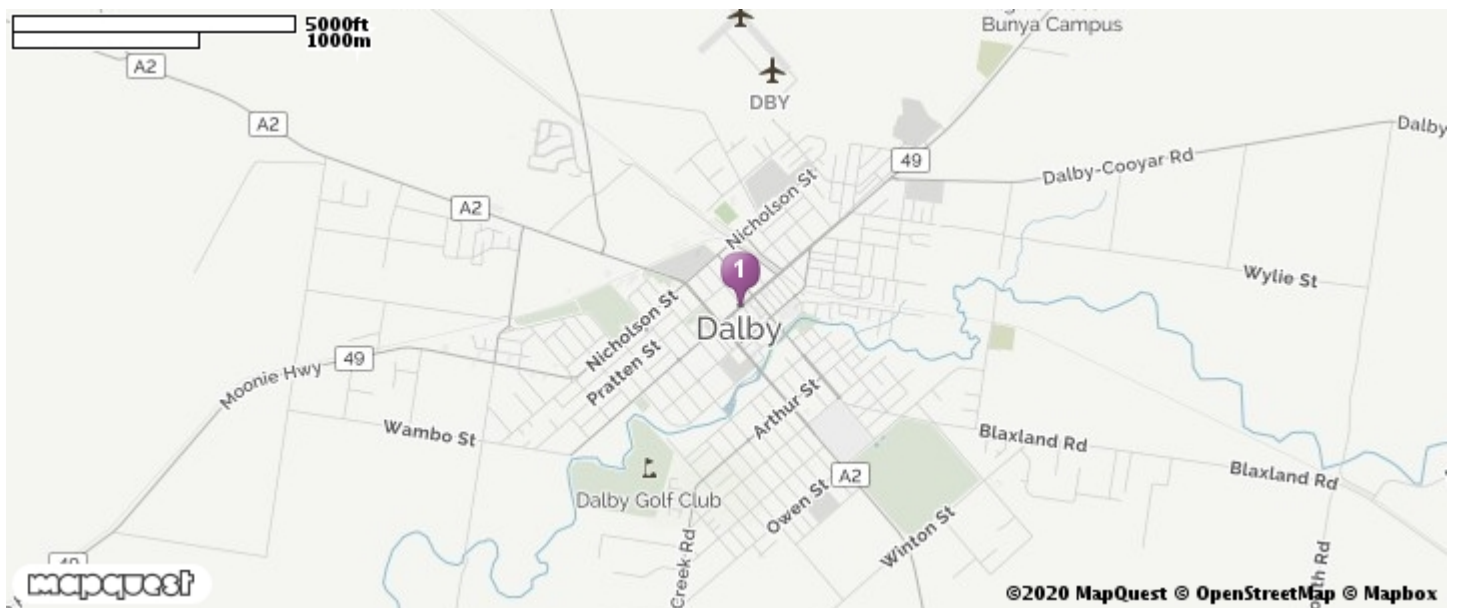 5000ft
1000m
Bunya Campus
A2
DBY
A2
Dalby
49
Dalby-Cooyar Rd
Nicholson St
A2
1
Wylie St
Dalby
Nicholson St
Pratten St
49
Moonie Hwy
Arthur St
Wambo St
Blaxland Rd
Blaxland Rd
A2
Dalby Golf Club
Owen St
Winton St
Creek Rd
mapquest
©2020 MapQuest © OpenStreetMap © Mapbox